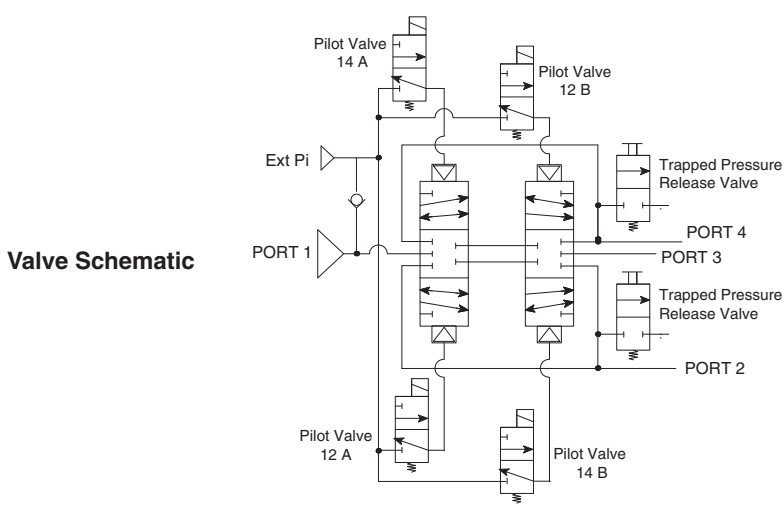 Pilot Valve
14 A
Pilot Valve
12 B
Ext Pi
Trapped Pressure
Release Valve
PORT 4
PORT 1
PORT 3
Valve Schematic
Trapped Pressure
Release Valve
PORT 2
Pilot Valve
12 A
Pilot Valve
14 B